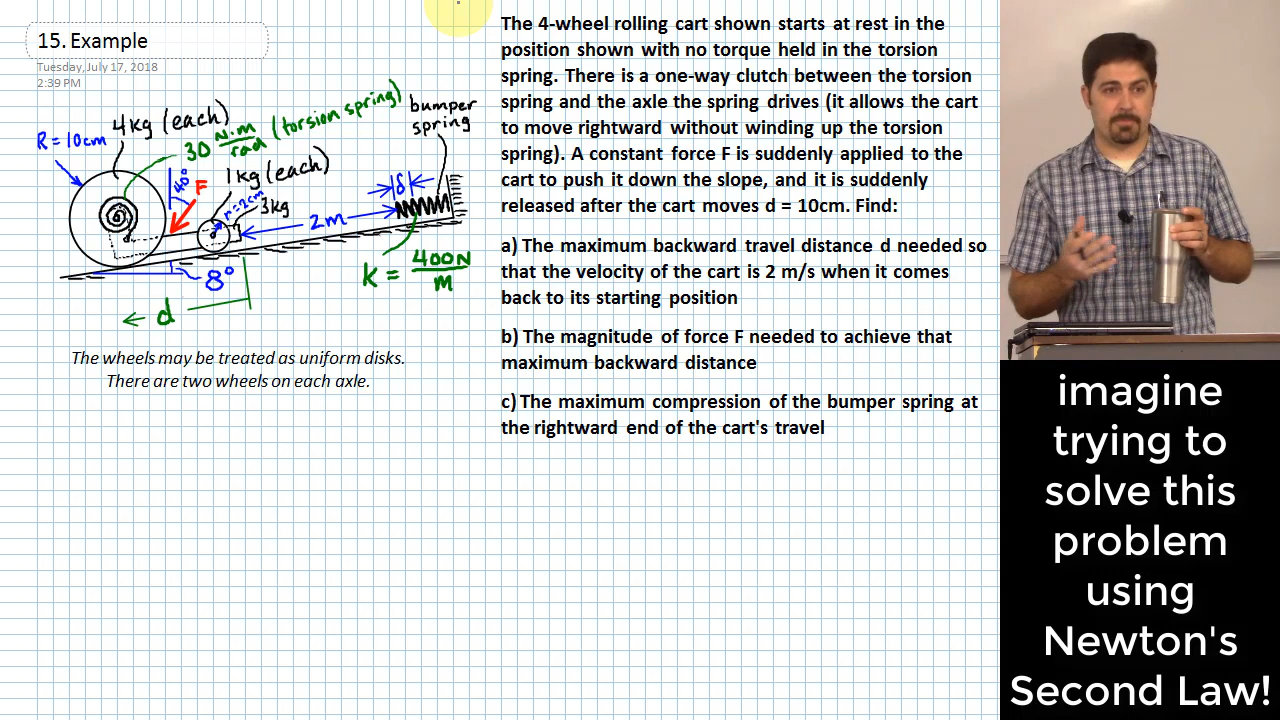 15. Example
Tuesday, July 17, 2018
2:39 PM
4kg (each)
R = 10cm
30 N·m/rad (torsion spring)
bumper
spring
40°
F
1kg (each)
r=2cm
3kg
δ
2m
8°
K = 400N/m
d
The wheels may be treated as uniform disks.
There are two wheels on each axle.
The 4-wheel rolling cart shown starts at rest in the
position shown with no torque held in the torsion
spring. There is a one-way clutch between the torsion
spring and the axle the spring drives (it allows the cart
to move rightward without winding up the torsion
spring). A constant force F is suddenly applied to the
cart to push it down the slope, and it is suddenly
released after the cart moves d = 10cm. Find:
a) The maximum backward travel distance d needed so
that the velocity of the cart is 2 m/s when it comes
back to its starting position
b) The magnitude of force F needed to achieve that
maximum backward distance
c) The maximum compression of the bumper spring at
the rightward end of the cart's travel
imagine
trying to
solve this
problem
using
Newton's
Second Law!